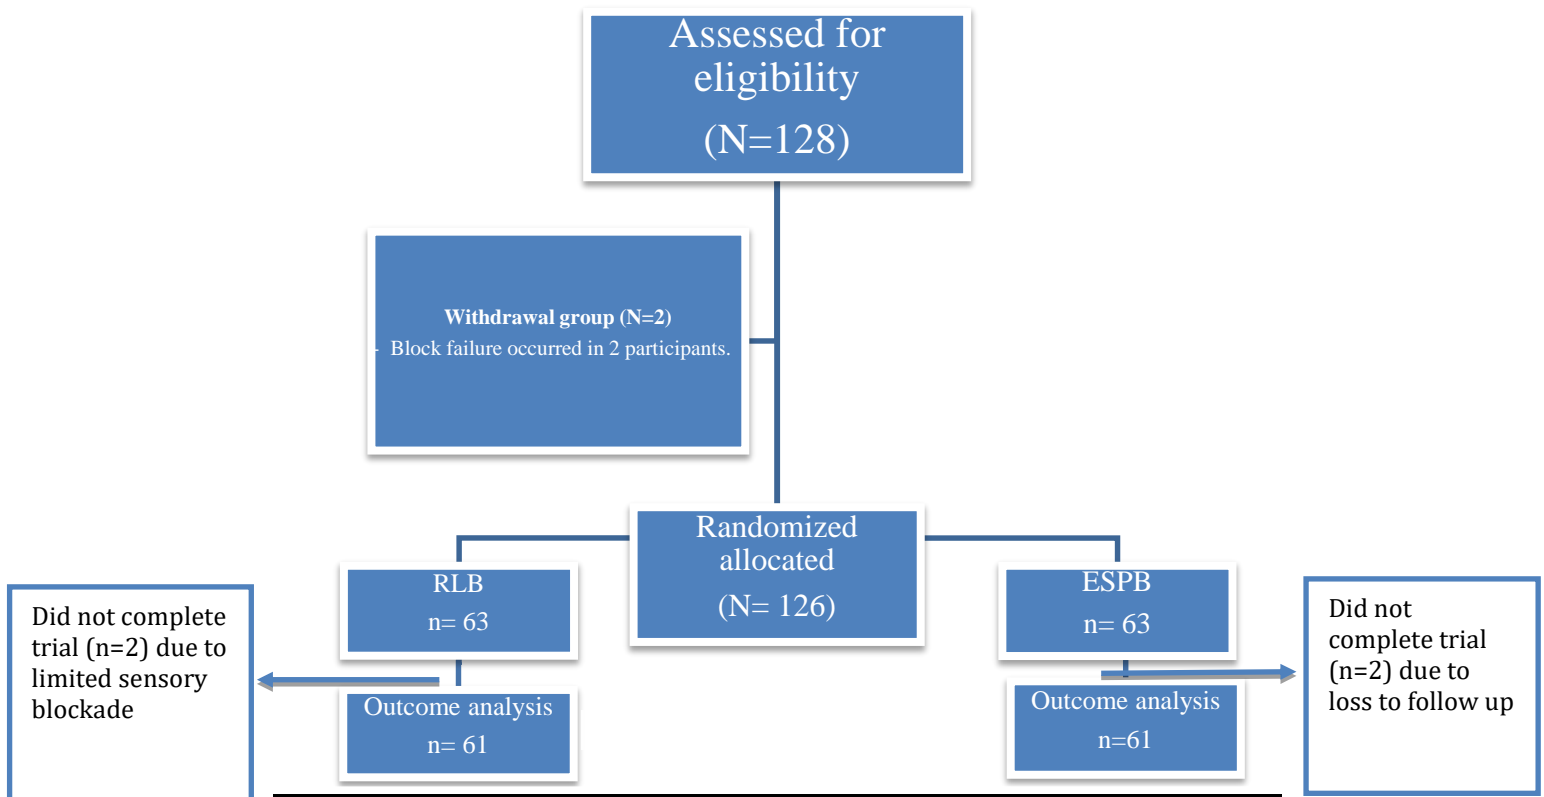 Assessed for
eligibility
(N=128)
Withdrawal group (N=2)
- Block failure occurred in 2 participants.
Randomized
allocated
(N= 126)
RLB
n= 63
ESPB
n= 63
Did not complete
trial (n=2) due to
limited sensory
blockade
Did not
complete trial
(n=2) due to
loss to follow up
Outcome analysis
n= 61
Outcome analysis
n=61